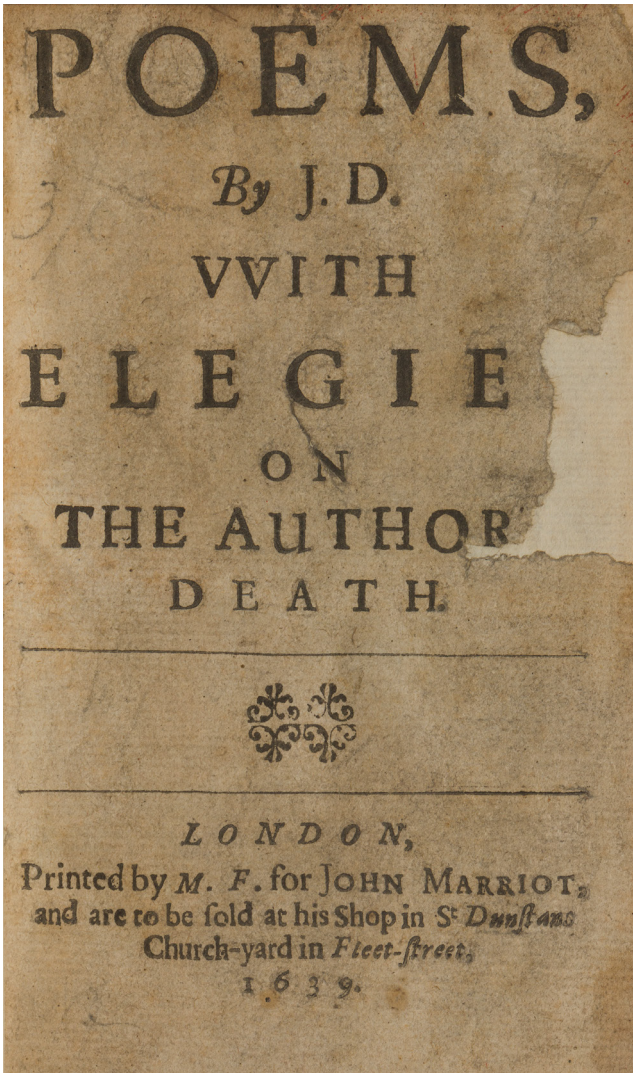 POEMS,
By J. D.
VVITH
ELEGIE
ON
THE AUTHOR
DEATH.
LONDON,
Printed by M. F. for JOHN MARRIOT,
and are to be ſold at his Shop in Sᵗ Dunſtans
Church-yard in Fleet-ſtreet.
1639.